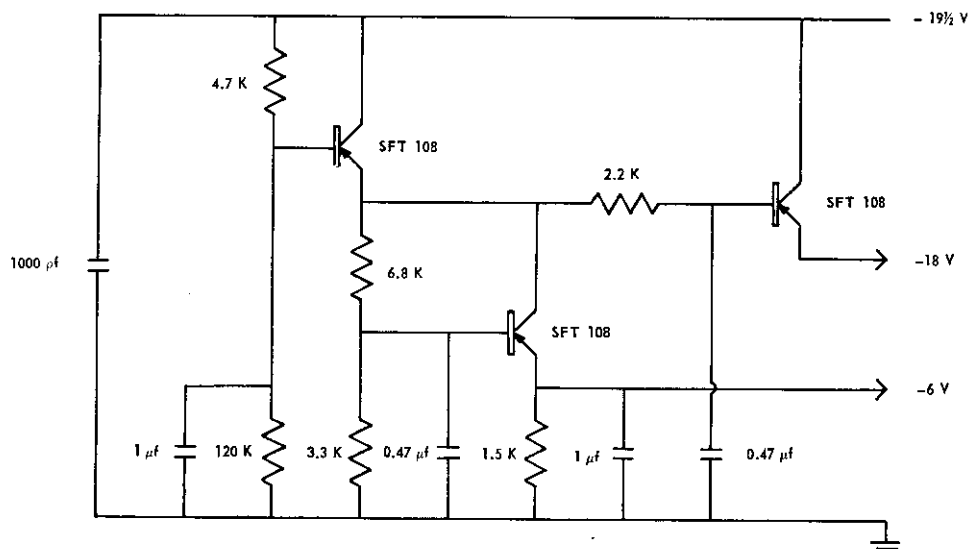 - 19½ V
4.7 K
SFT 108
2.2 K
SFT 108
1000 ρf
-18 V
6.8 K
SFT 108
-6 V
1 μf
120 K
3.3 K
0.47 μf
1.5 K
1 μf
0.47 μf